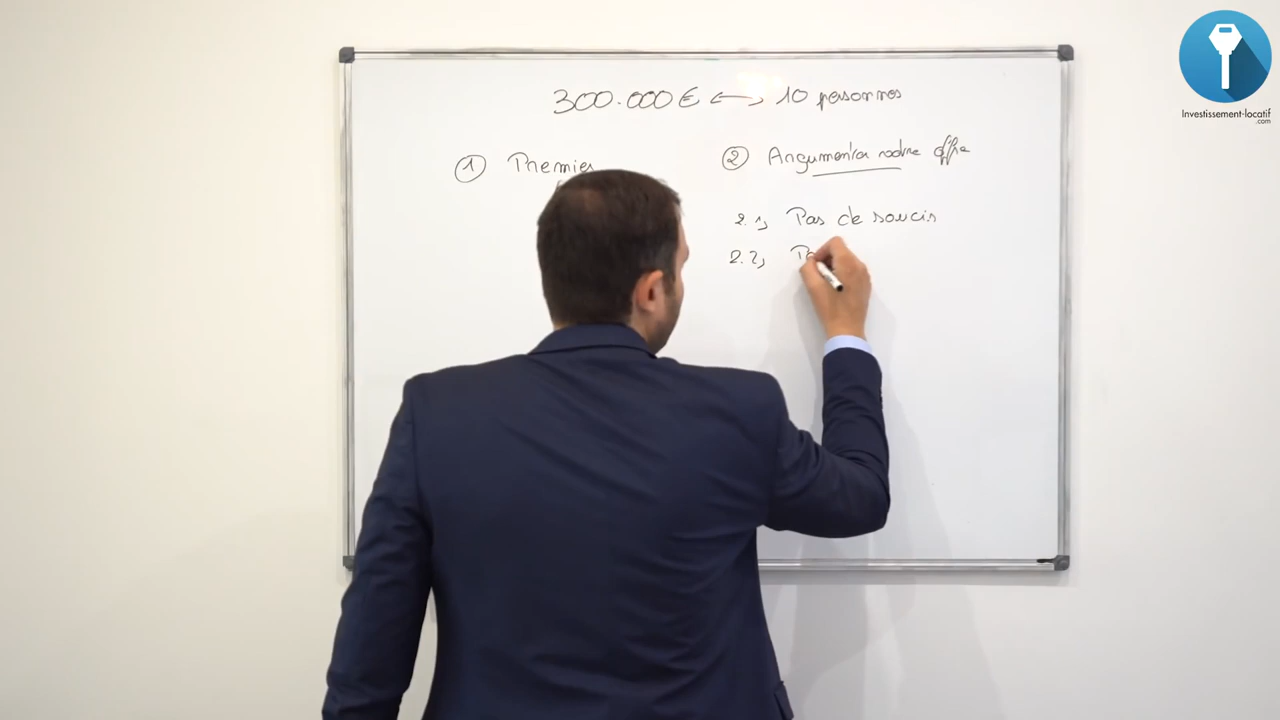 300.000€ ↔ 10 personnes
① Premier
② Argumenter notre offre
2.1, Pas de soucis
2.2, Pa
Investissement-locatif
.com